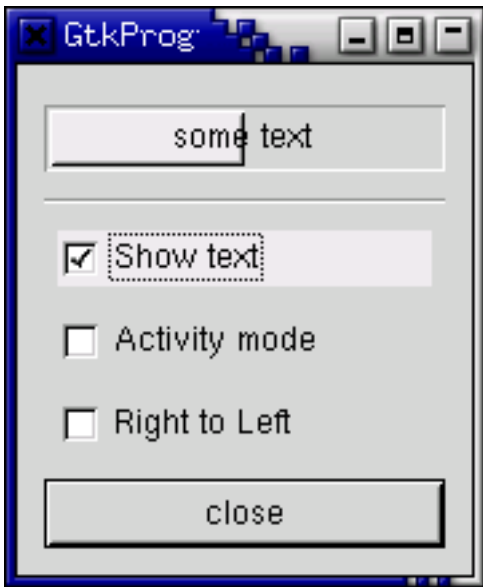 GtkProg
some text
Show text
Activity mode
Right to Left
close